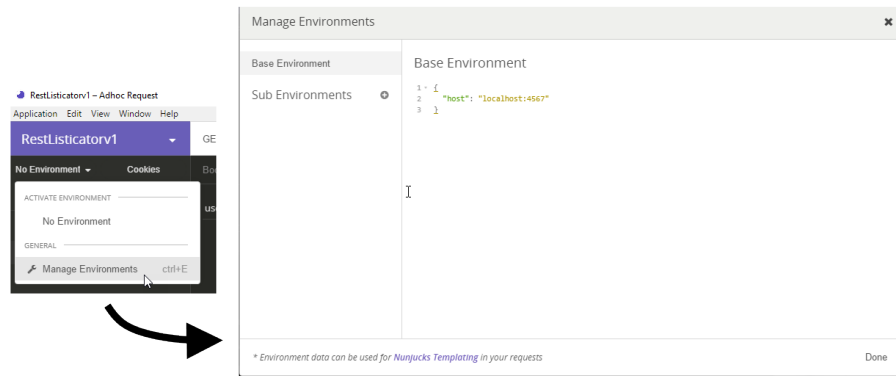 RestListicatorv1 – Adhoc Request
Application Edit View Window Help
RestListicatorv1
GE
No Environment
Cookies
Bo
ACTIVATE ENVIRONMENT
us
No Environment
GENERAL
Manage Environments ctrl+E
Manage Environments
Base Environment
Sub Environments
Base Environment
1 {
2 "host": "localhost:4567"
3 }
* Environment data can be used for Nunjucks Templating in your requests
Done